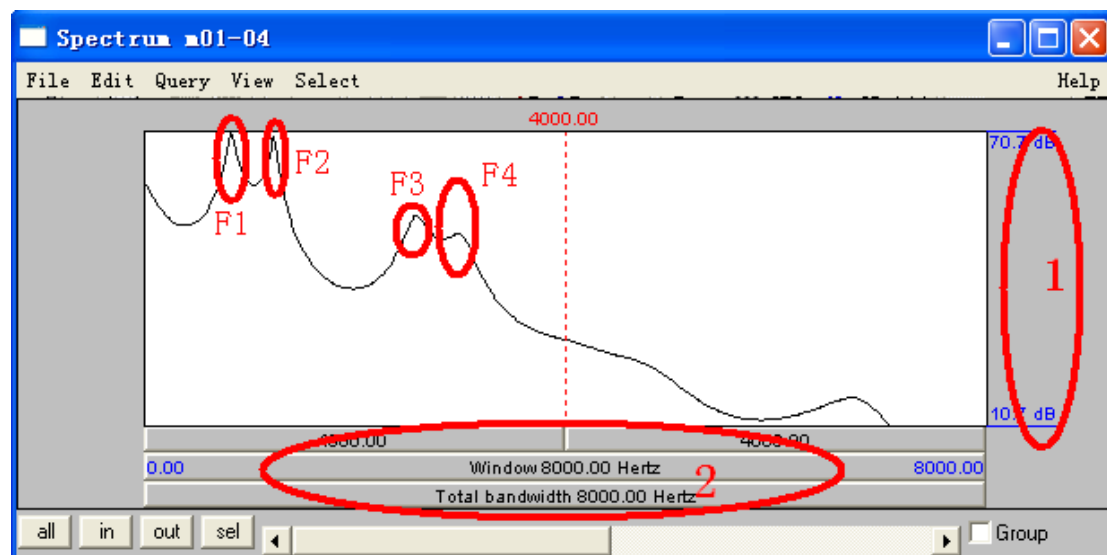 Spectrum m01-04
File Edit Query View Select Help
4000.00
70.7 dB
F1
F2
F3
F4
1
10.7 dB
4000.00 4000.00
0.00 Window 8000.00 Hertz 8000.00
2
Total bandwidth 8000.00 Hertz
all in out sel Group